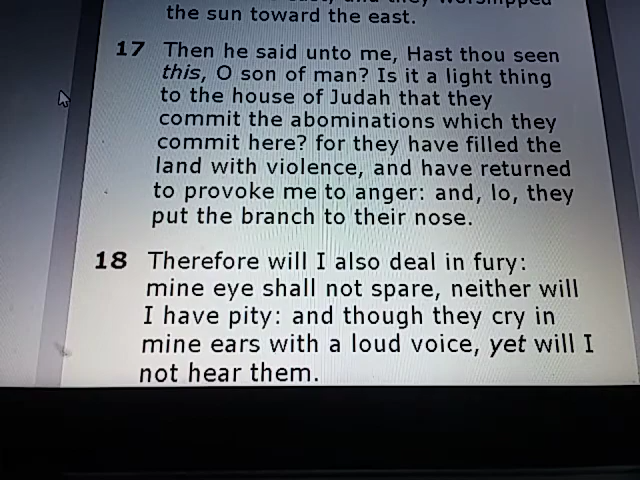 the sun toward the east.
17 Then he said unto me, Hast thou seen
this, O son of man? Is it a light thing
to the house of Judah that they
commit the abominations which they
commit here? for they have filled the
land with violence, and have returned
to provoke me to anger: and, lo, they
put the branch to their nose.
18 Therefore will I also deal in fury:
mine eye shall not spare, neither will
I have pity: and though they cry in
mine ears with a loud voice, yet will I
not hear them.